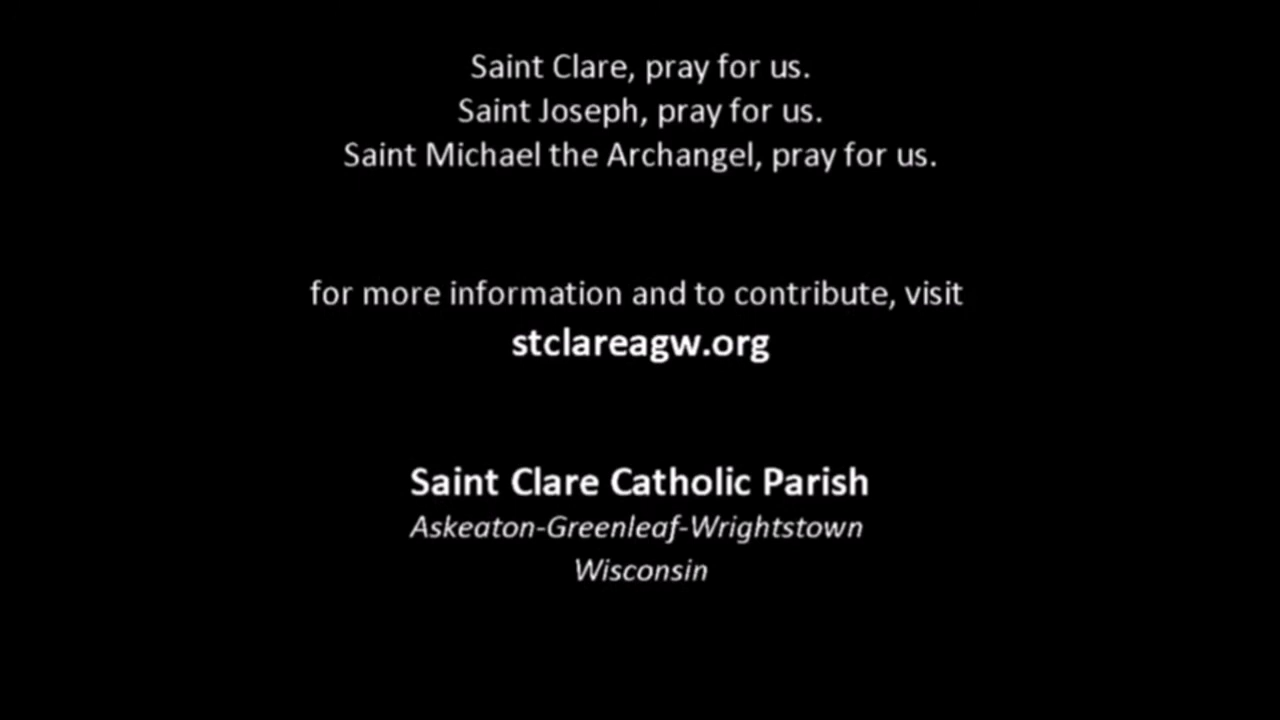 Saint Clare, pray for us.
Saint Joseph, pray for us.
Saint Michael the Archangel, pray for us.
for more information and to contribute, visit
stclareagw.org
Saint Clare Catholic Parish
Askeaton-Greenleaf-Wrightstown
Wisconsin